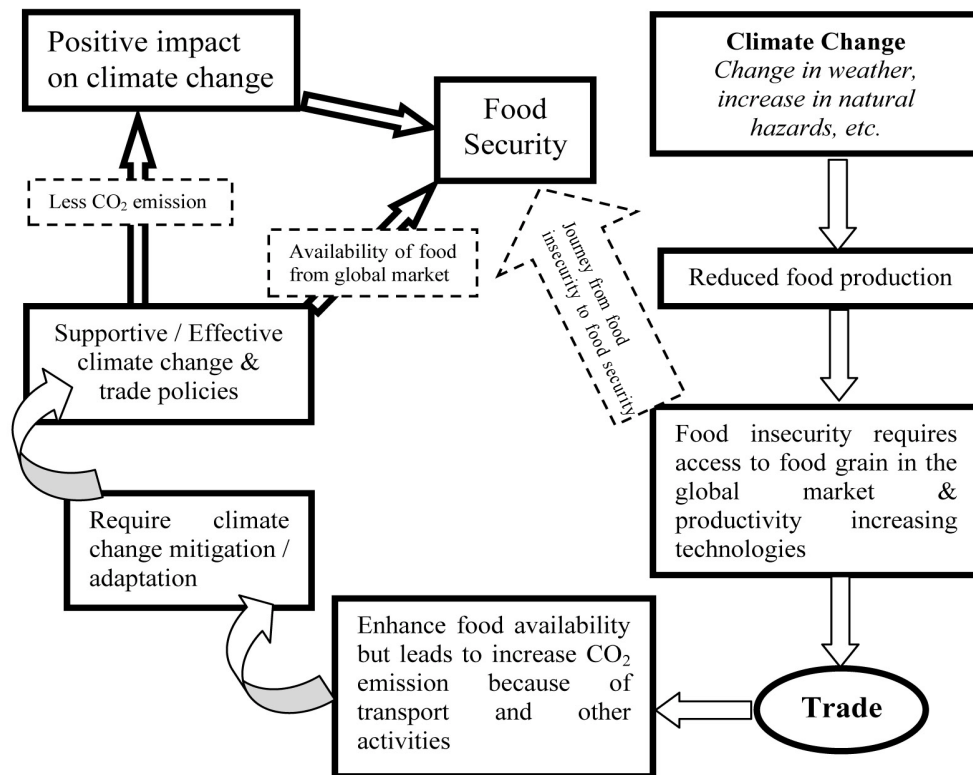 Positive impact
on climate change
Food
Security
Climate Change
Change in weather,
increase in natural
hazards, etc.
Less CO₂ emission
Availability of food
from global market
Journey from food
insecurity to food security
Reduced food production
Supportive / Effective
climate change &
trade policies
Food insecurity requires
access to food grain in the
global market &
productivity increasing
technologies
Require climate
change mitigation /
adaptation
Enhance food availability
but leads to increase CO₂
emission because of
transport and other
activities
Trade